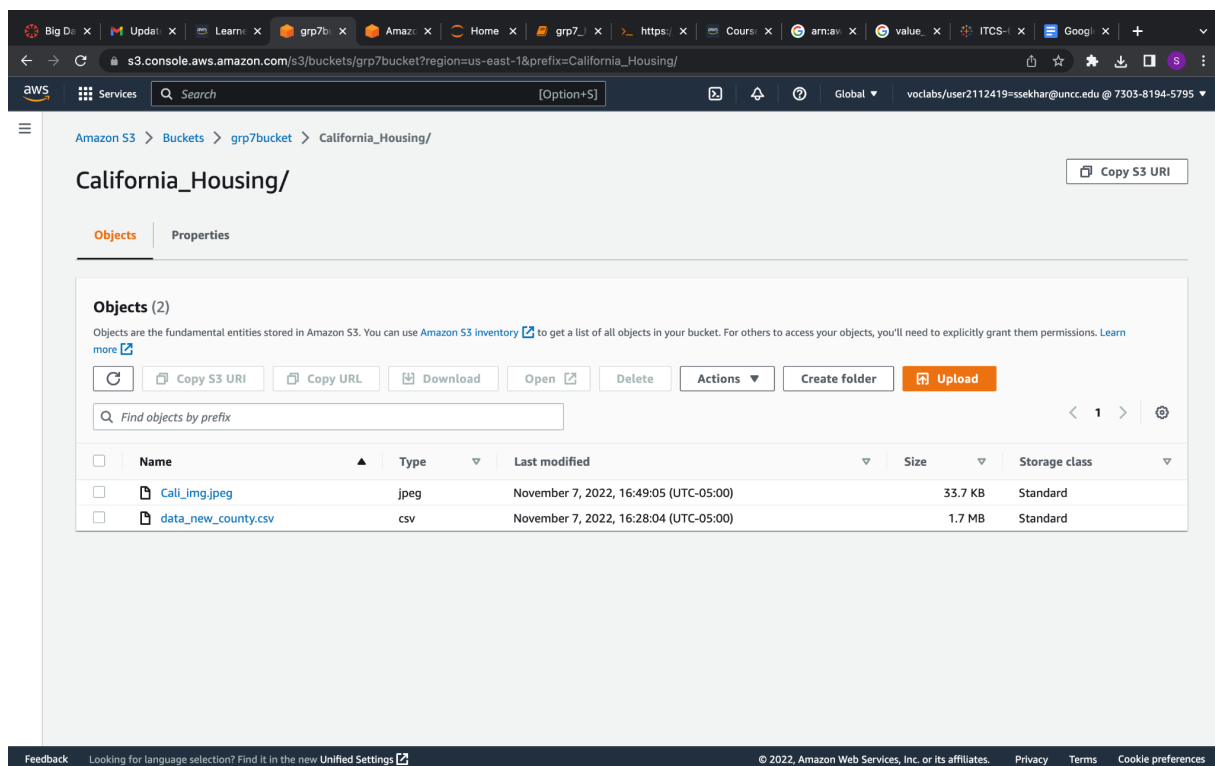 Big Da
Updat
Learne
grp7b
Amazo
Home
grp7_
https:/
Cours
arn:aw
value_
ITCS-
Googl
s3.console.aws.amazon.com/s3/buckets/grp7bucket?region=us-east-1&prefix=California_Housing/
S
aws
Services
Search
[Option+S]
Global
voclabs/user2112419=ssekhar@uncc.edu @ 7303-8194-5795
Amazon S3 > Buckets > grp7bucket > California_Housing/
California_Housing/
Copy S3 URI
Objects
Properties
Objects (2)
Objects are the fundamental entities stored in Amazon S3. You can use Amazon S3 inventory to get a list of all objects in your bucket. For others to access your objects, you'll need to explicitly grant them permissions. Learn
more
Copy S3 URI
Copy URL
Download
Open
Delete
Actions
Create folder
Upload
Find objects by prefix
1
Name Type Last modified Size Storage class
Cali_img.jpeg jpeg November 7, 2022, 16:49:05 (UTC-05:00) 33.7 KB Standard
data_new_county.csv csv November 7, 2022, 16:28:04 (UTC-05:00) 1.7 MB Standard
Feedback
Looking for language selection? Find it in the new Unified Settings
© 2022, Amazon Web Services, Inc. or its affiliates.
Privacy
Terms
Cookie preferences